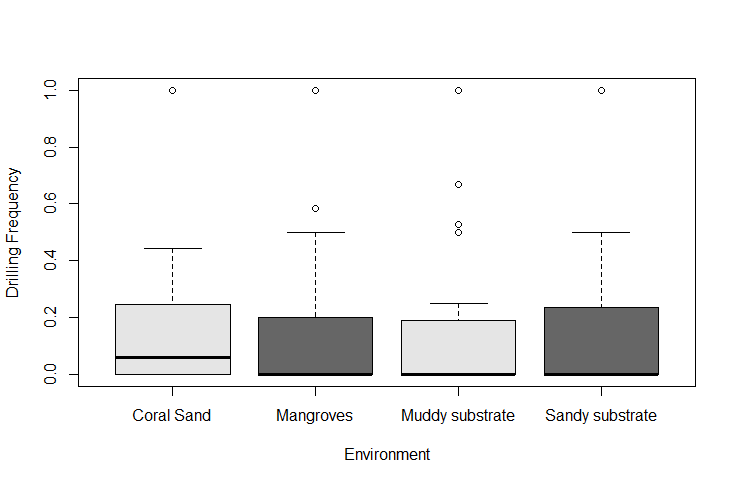 Drilling Frequency
1.0
0.8
0.6
0.4
0.2
0.0
Coral Sand Mangroves Muddy substrate Sandy substrate
Environment